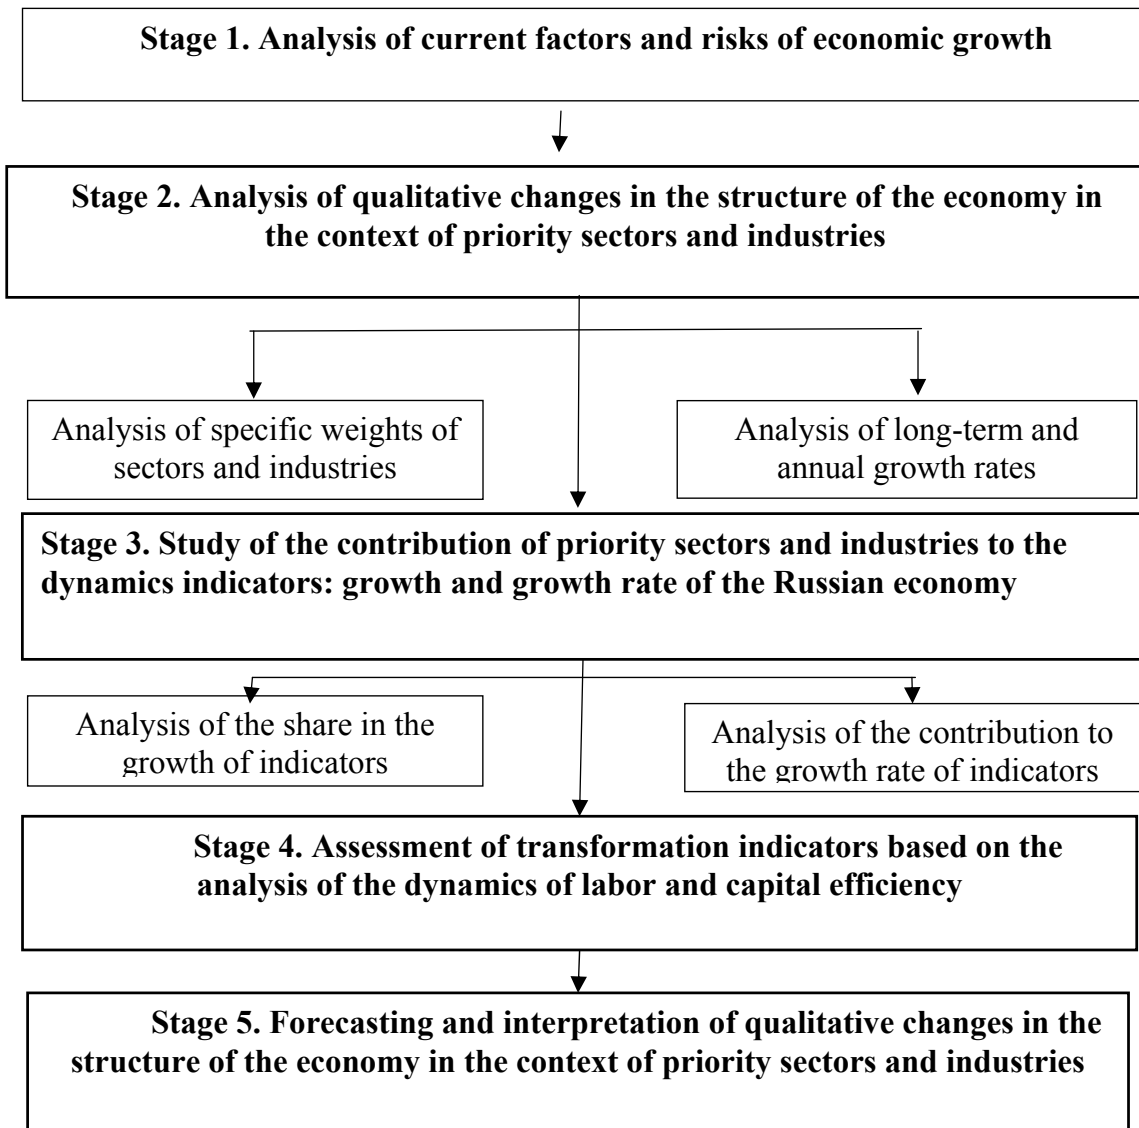 Stage 1. Analysis of current factors and risks of economic growth
Stage 2. Analysis of qualitative changes in the structure of the economy in
the context of priority sectors and industries
Analysis of specific weights of
sectors and industries
Analysis of long-term and
annual growth rates
Stage 3. Study of the contribution of priority sectors and industries to the
dynamics indicators: growth and growth rate of the Russian economy
Analysis of the share in the
growth of indicators
Analysis of the contribution to
the growth rate of indicators
Stage 4. Assessment of transformation indicators based on the
analysis of the dynamics of labor and capital efficiency
Stage 5. Forecasting and interpretation of qualitative changes in the
structure of the economy in the context of priority sectors and industries